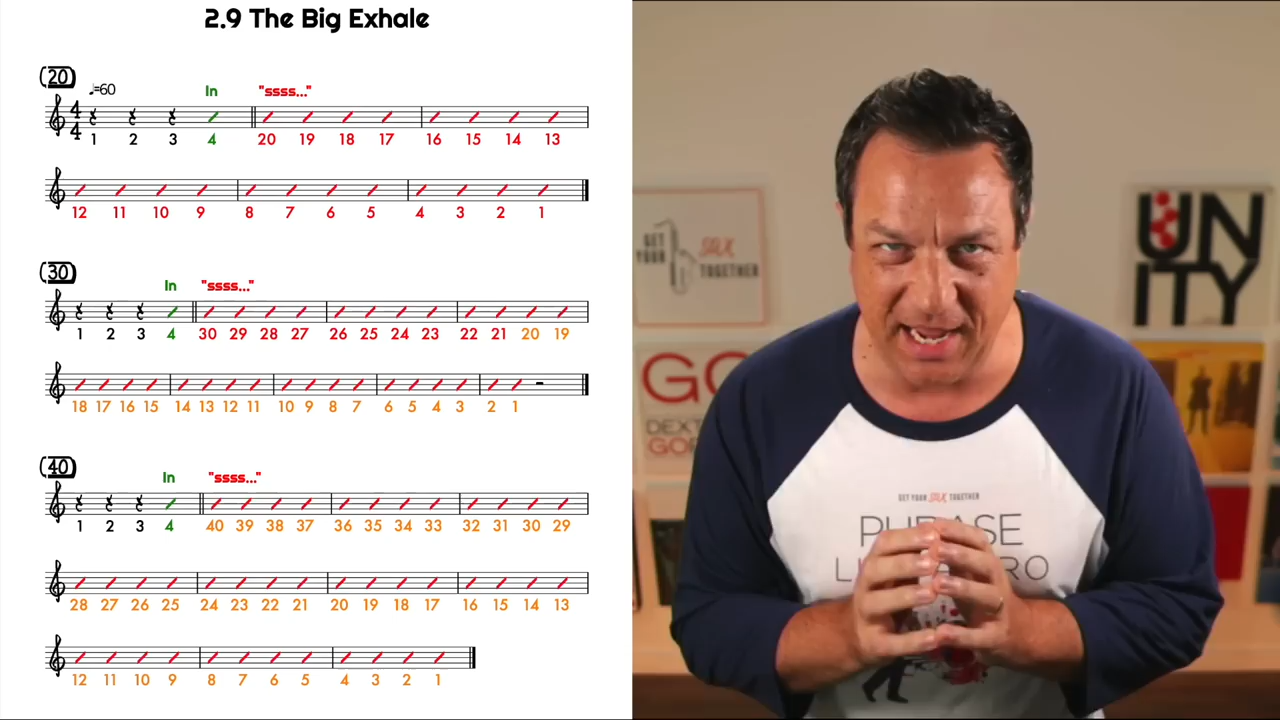 2.9 The Big Exhale
(20)
♩=60 In "ssss..."
4 4
1 2 3 4 20 19 18 17 16 15 14 13
12 11 10 9 8 7 6 5 4 3 2 1
(30)
In "ssss..."
1 2 3 4 30 29 28 27 26 25 24 23 22 21 20 19
18 17 16 15 14 13 12 11 10 9 8 7 6 5 4 3 2 1
(40)
In "ssss..."
1 2 3 4 40 39 38 37 36 35 34 33 32 31 30 29
28 27 26 25 24 23 22 21 20 19 18 17 16 15 14 13
12 11 10 9 8 7 6 5 4 3 2 1
GET
YOUR SAX
TOGETHER
UN
ITY
GO
GET YOUR SAX TOGETHER